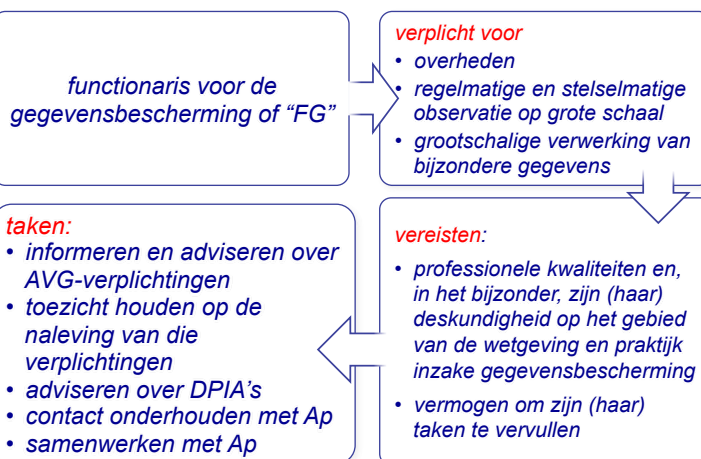 functionaris voor de
gegevensbescherming of “FG”
verplicht voor
• overheden
• regelmatige en stelselmatige
observatie op grote schaal
• grootschalige verwerking van
bijzondere gegevens
vereisten:
• professionele kwaliteiten en,
in het bijzonder, zijn (haar)
deskundigheid op het gebied
van de wetgeving en praktijk
inzake gegevensbescherming
• vermogen om zijn (haar)
taken te vervullen
taken:
• informeren en adviseren over
AVG-verplichtingen
• toezicht houden op de
naleving van die
verplichtingen
• adviseren over DPIA’s
• contact onderhouden met Ap
• samenwerken met Ap